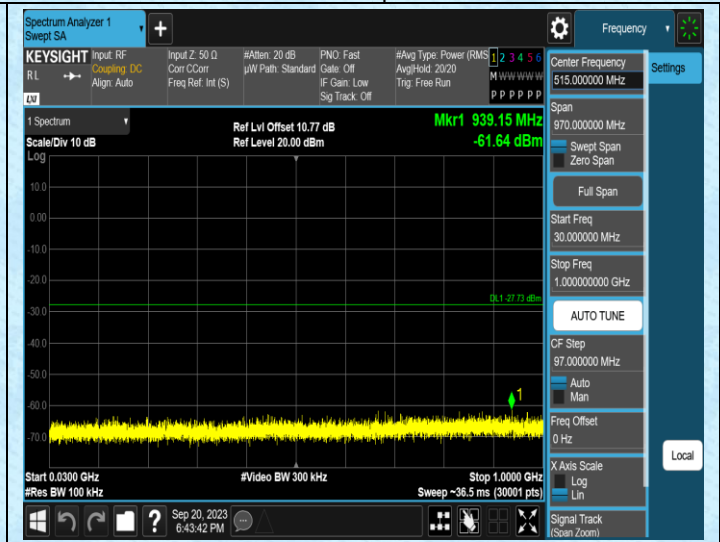 Spectrum Analyzer 1
Swept SA
+
Frequency
KEYSIGHT
RL
LXI
Input: RF
Coupling: DC
Align: Auto
Input Z: 50 Ω
Corr CCorr
Freq Ref: Int (S)
#Atten: 20 dB
µW Path: Standard
PNO: Fast
Gate: Off
IF Gain: Low
Sig Track: Off
#Avg Type: Power (RMS
Avg|Hold: 20/20
Trig: Free Run
1 2 3 4 5 6
M W W W W W
P P P P P P
1 Spectrum
Scale/Div 10 dB
Ref Lvl Offset 10.77 dB
Ref Level 20.00 dBm
Mkr1 939.15 MHz
-61.64 dBm
Log
10.0
0.00
-10.0
-20.0
-30.0
-40.0
-50.0
-60.0
-70.0
DL1 -27.73 dBm
1
Start 0.0300 GHz
#Res BW 100 kHz
#Video BW 300 kHz
Stop 1.0000 GHz
Sweep ~36.5 ms (30001 pts)
Center Frequency
515.000000 MHz
Span
970.000000 MHz
Swept Span
Zero Span
Full Span
Start Freq
30.000000 MHz
Stop Freq
1.000000000 GHz
AUTO TUNE
CF Step
97.000000 MHz
Auto
Man
Freq Offset
0 Hz
X Axis Scale
Log
Lin
Signal Track
(Span Zoom)
Settings
Local
?
Sep 20, 2023
6:43:42 PM